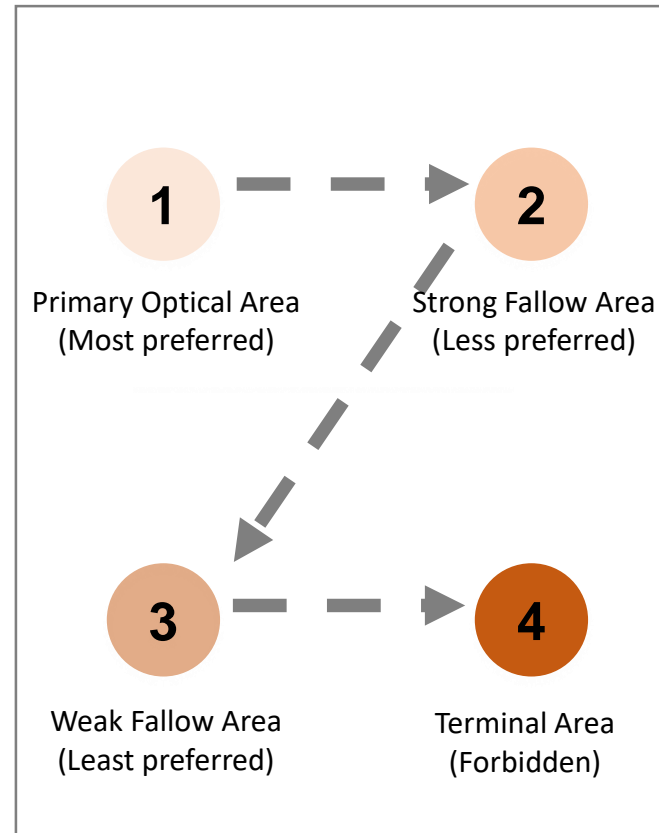 1
2
Primary Optical Area
(Most preferred)
Strong Fallow Area
(Less preferred)
3
4
Weak Fallow Area
(Least preferred)
Terminal Area
(Forbidden)